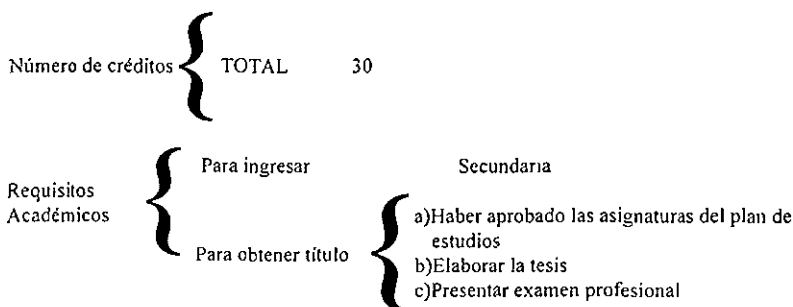 Número de créditos TOTAL 30
Para ingresar Secundaria
Requisitos
Académicos
Para obtener título
a)Haber aprobado las asignaturas del plan de
estudios
b)Elaborar la tesis
c)Presentar examen profesional